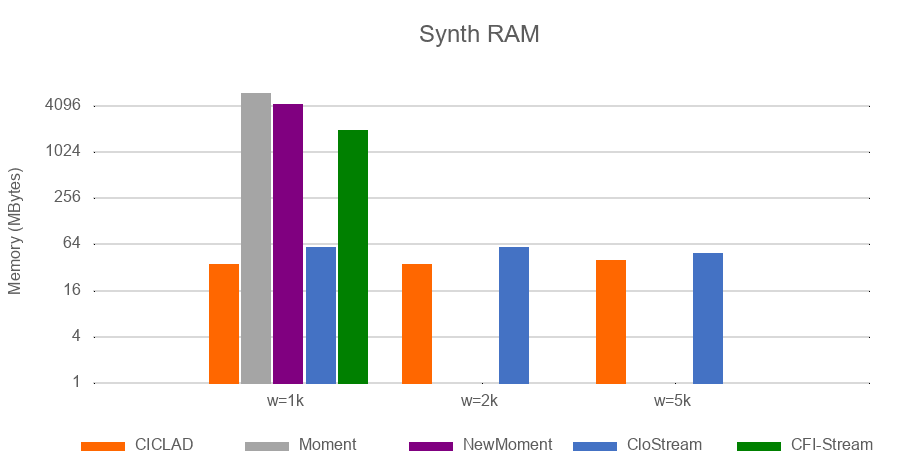 Synth RAM
Memory (MBytes)
4096
1024
256
64
16
4
1
w=1k w=2k w=5k
CICLAD Moment NewMoment CloStream CFI-Stream